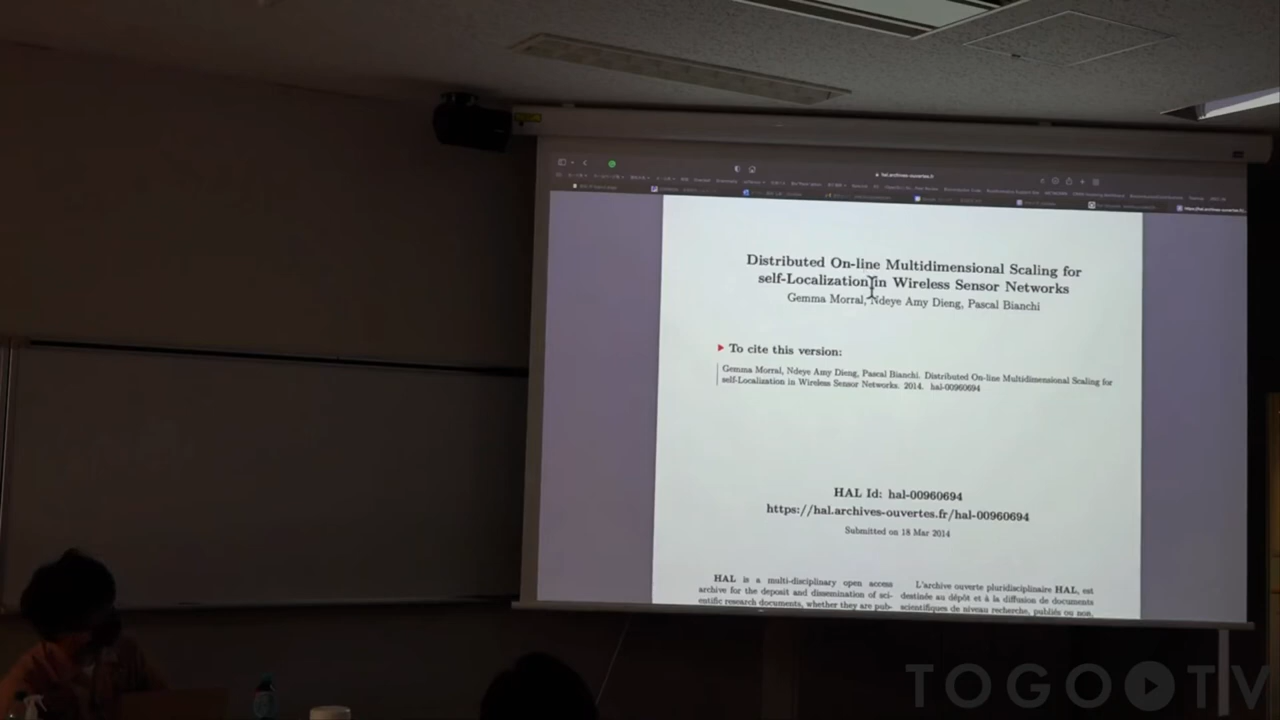 hal.archives-ouvertes.fr
Distributed On-line Multidimensional Scaling for
self-Localization in Wireless Sensor Networks
Gemma Morral, Ndeye Amy Dieng, Pascal Bianchi
To cite this version:
Gemma Morral, Ndeye Amy Dieng, Pascal Bianchi. Distributed On-line Multidimensional Scaling for
self-Localization in Wireless Sensor Networks. 2014. hal-00960694
HAL Id: hal-00960694
https://hal.archives-ouvertes.fr/hal-00960694
Submitted on 18 Mar 2014
HAL is a multi-disciplinary open access
archive for the deposit and dissemination of sci-
entific research documents, whether they are pub-
L'archive ouverte pluridisciplinaire HAL, est
destinée au dépôt et à la diffusion de documents
scientifiques de niveau recherche, publiés ou non,
TOGO TV